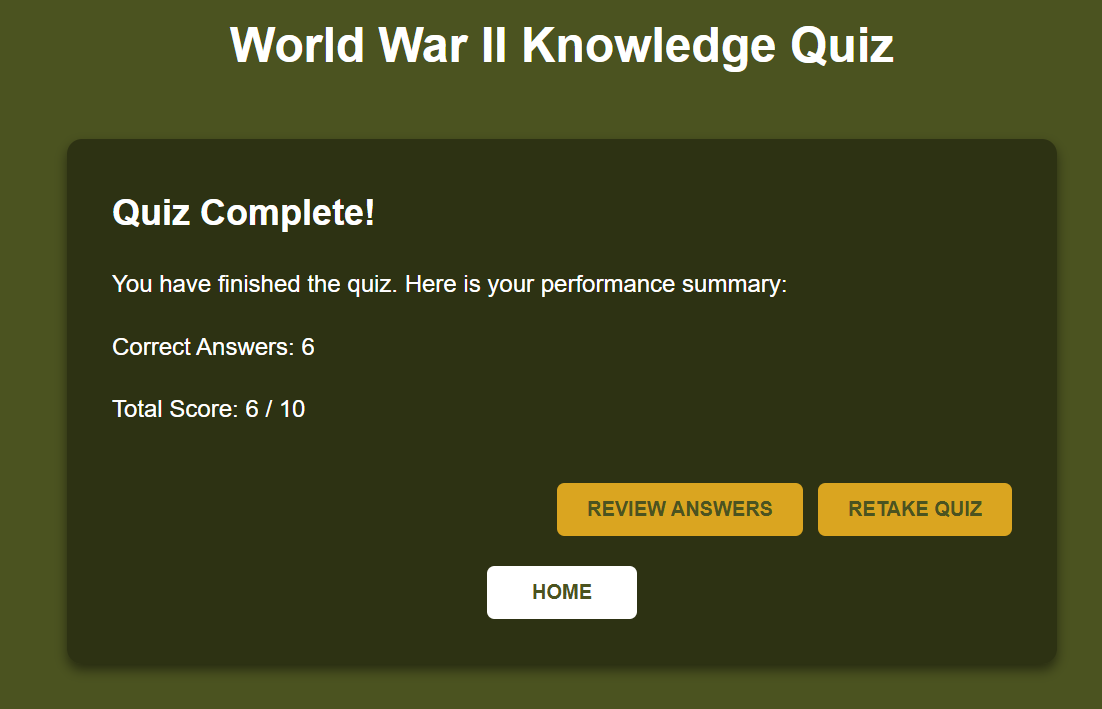 World War II Knowledge Quiz
Quiz Complete!
You have finished the quiz. Here is your performance summary:
Correct Answers: 6
Total Score: 6 / 10
REVIEW ANSWERS
RETAKE QUIZ
HOME